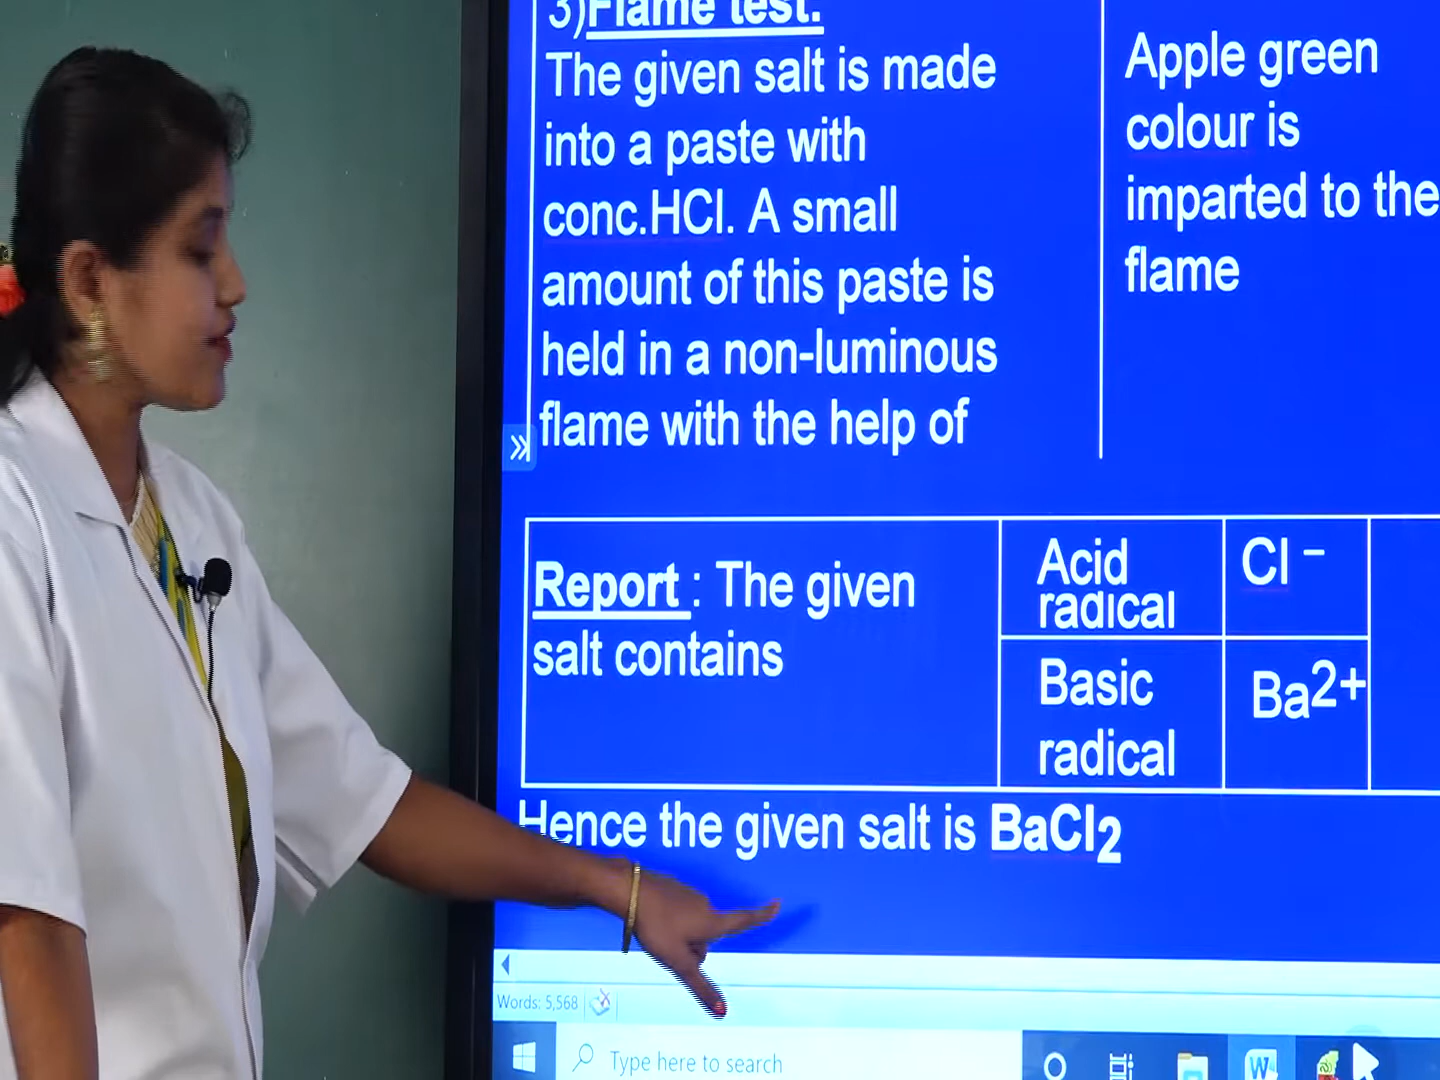 3)Flame test:
The given salt is made
into a paste with
conc.HCl. A small
amount of this paste is
held in a non-luminous
flame with the help of
Apple green
colour is
imparted to the
flame
Report : The given
salt contains
Acid
radical
Cl –
Basic
radical
Ba2+
Hence the given salt is BaCl2
Words: 5,568
Type here to search
W